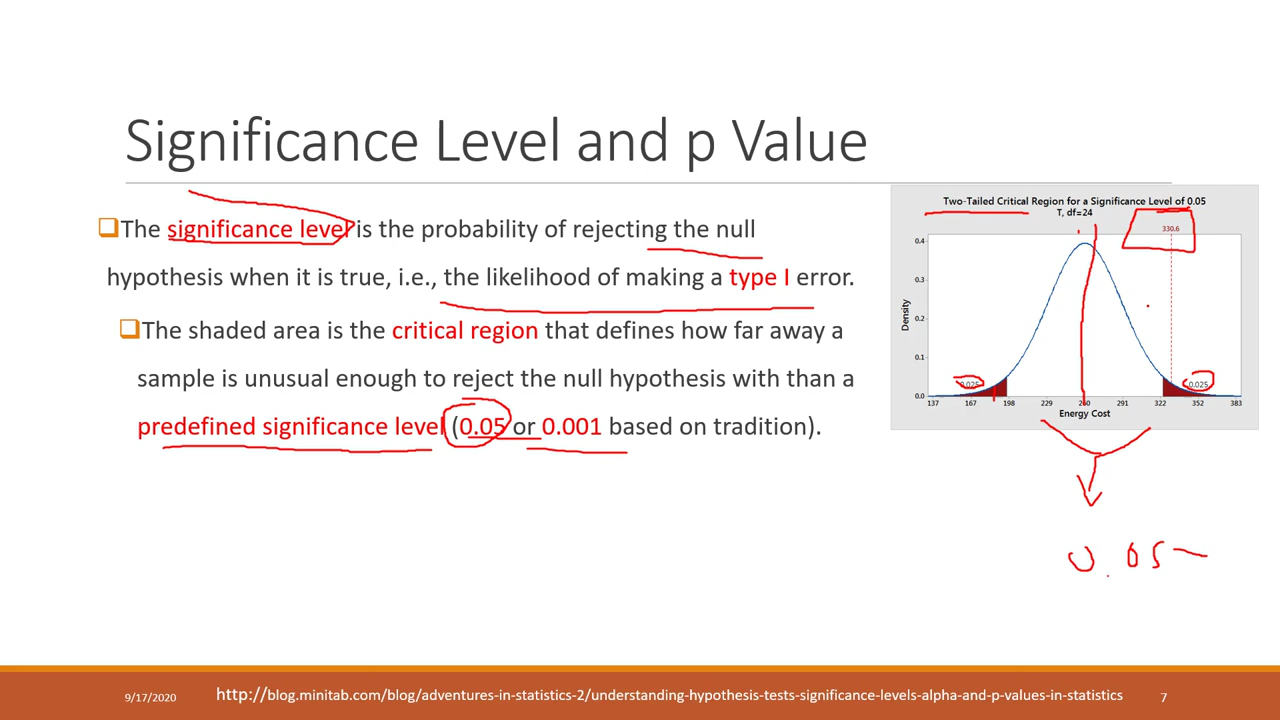 Significance Level and p Value
The significance level is the probability of rejecting the null
hypothesis when it is true, i.e., the likelihood of making a type I error.
The shaded area is the critical region that defines how far away a
sample is unusual enough to reject the null hypothesis with than a
predefined significance level (0.05 or 0.001 based on tradition).
Two-Tailed Critical Region for a Significance Level of 0.05
T, df=24
330.6
0.4
0.3
Density
0.2
0.1
0.025
0.025
0.0
137 167 198 229 260 291 322 352 383
Energy Cost
0.05
9/17/2020
http://blog.minitab.com/blog/adventures-in-statistics-2/understanding-hypothesis-tests-significance-levels-alpha-and-p-values-in-statistics
7